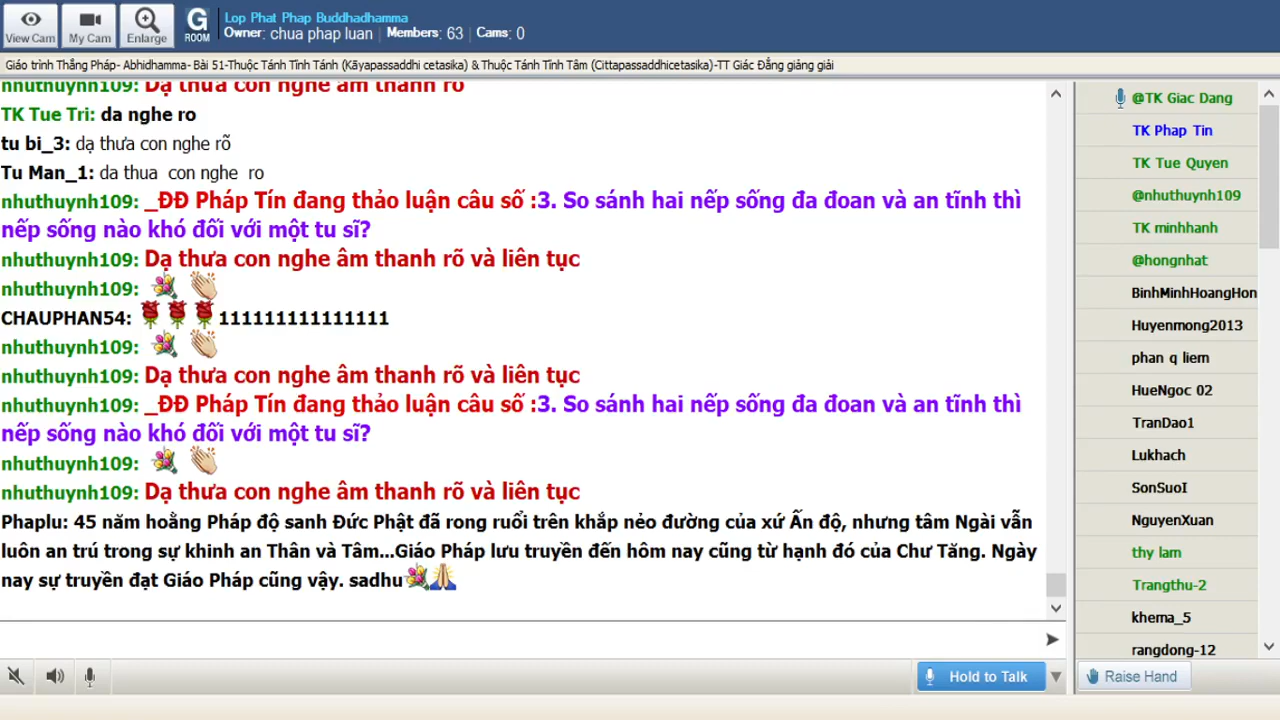 View Cam
My Cam
Enlarge
G
ROOM
Lop Phat Phap Buddhadhamma
Owner: chua phap luan | Members: 63 | Cams: 0
Giáo trình Thắng Pháp- Abhidhamma- Bài 51-Thuộc Tánh Tĩnh Tánh (Kāyapassaddhi cetasika) & Thuộc Tánh Tĩnh Tâm (Cittapassaddhicetasika)-TT Giác Đẳng giảng giải
nhuthuynh109: Dạ thưa con nghe âm thanh rõ
TK Tue Tri: da nghe ro
tu bi_3: dạ thưa con nghe rõ
Tu Man_1: da thua con nghe ro
nhuthuynh109: _ĐĐ Pháp Tín đang thảo luận câu số :3. So sánh hai nếp sống đa đoan và an tĩnh thì
nếp sống nào khó đối với một tu sĩ?
nhuthuynh109: Dạ thưa con nghe âm thanh rõ và liên tục
nhuthuynh109:
CHAUPHAN54: 111111111111111
nhuthuynh109:
nhuthuynh109: Dạ thưa con nghe âm thanh rõ và liên tục
nhuthuynh109: _ĐĐ Pháp Tín đang thảo luận câu số :3. So sánh hai nếp sống đa đoan và an tĩnh thì
nếp sống nào khó đối với một tu sĩ?
nhuthuynh109:
nhuthuynh109: Dạ thưa con nghe âm thanh rõ và liên tục
Phaplu: 45 năm hoằng Pháp độ sanh Đức Phật đã rong ruổi trên khắp nẻo đường của xứ Ấn độ, nhưng tâm Ngài vẫn
luôn an trú trong sự khinh an Thân và Tâm...Giáo Pháp lưu truyền đến hôm nay cũng từ hạnh đó của Chư Tăng. Ngày
nay sự truyền đạt Giáo Pháp cũng vậy. sadhu
Hold to Talk
@TK Giac Dang
TK Phap Tin
TK Tue Quyen
@nhuthuynh109
TK minhhanh
@hongnhat
BinhMinhHoangHon
Huyenmong2013
phan q liem
HueNgoc 02
TranDao1
Lukhach
SonSuoI
NguyenXuan
thy lam
Trangthu-2
khema_5
rangdong-12
Raise Hand